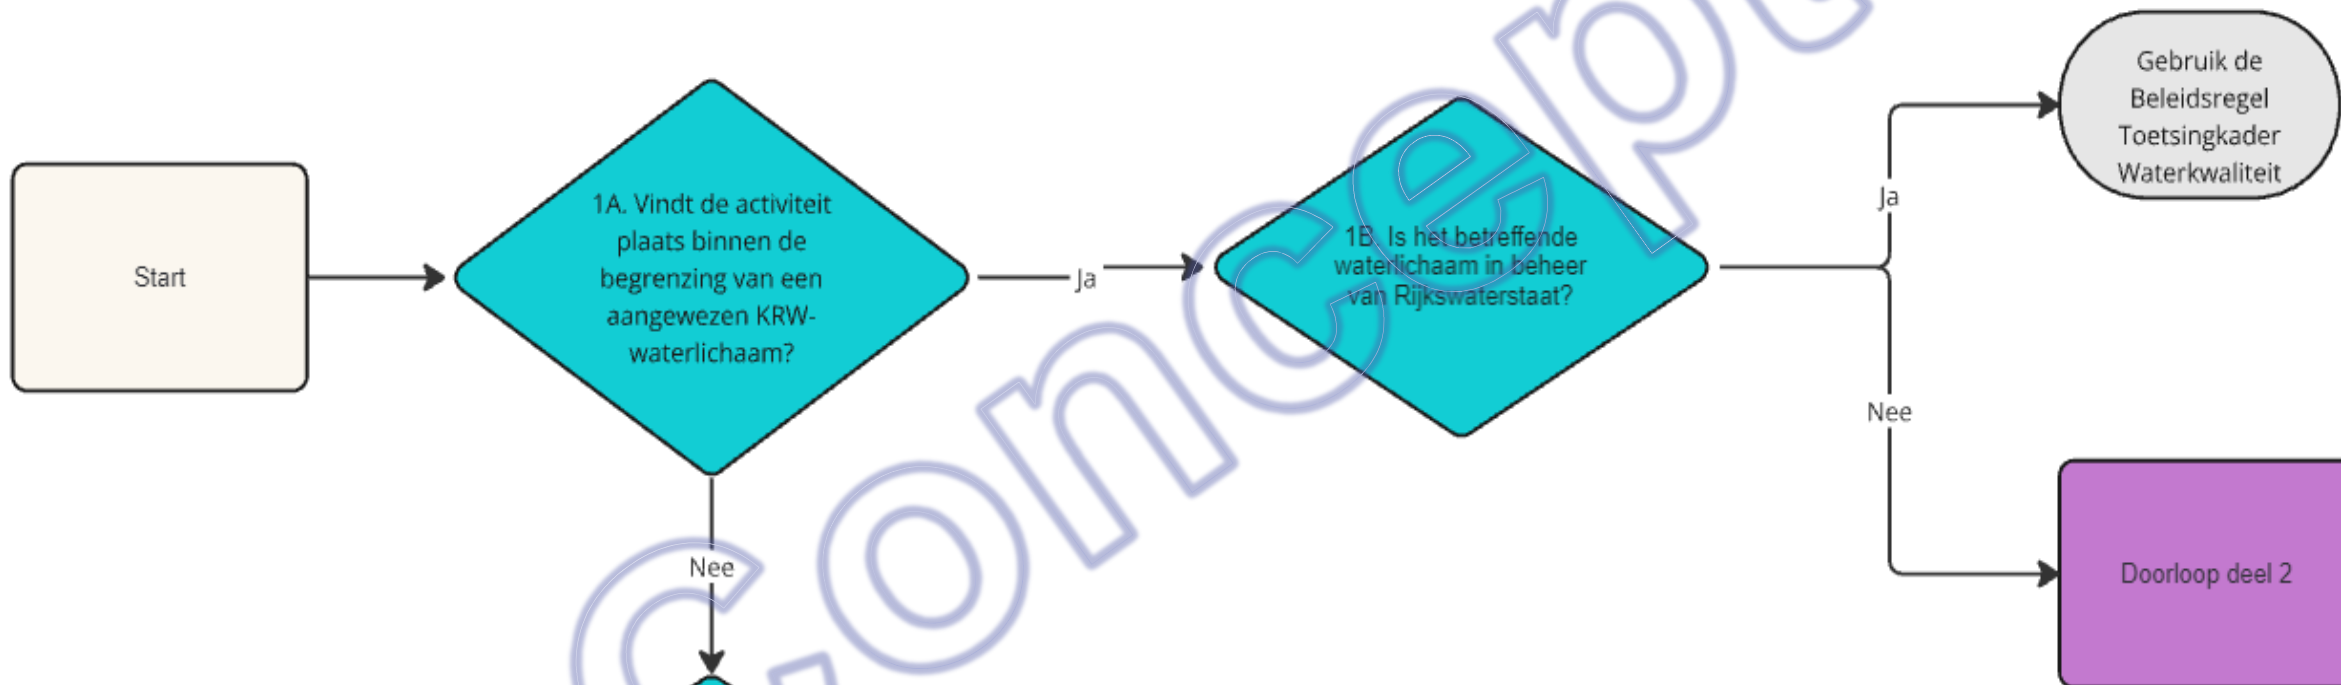 Start
1A. Vindt de activiteit
plaats binnen de
begrenzing van een
aangewezen KRW-
waterlichaam?
Ja
1B. Is het betreffende
waterlichaam in beheer
van Rijkswaterstaat?
Ja
Gebruik de
Beleidsregel
Toetsingkader
Waterkwaliteit
Nee
Doorloop deel 2
Nee
Concept